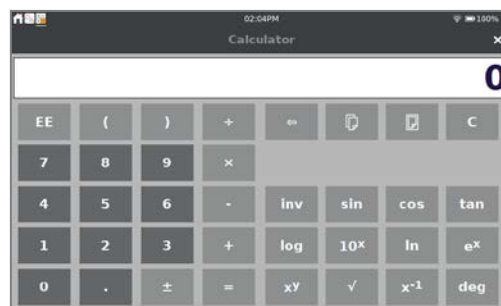 02:04PM 100%
Calculator ×
0
EE ( ) ÷ ⇦ C
7 8 9 ×
4 5 6 - inv sin cos tan
1 2 3 + log 10ˣ ln eˣ
0 . ± = xʸ √ x⁻¹ deg